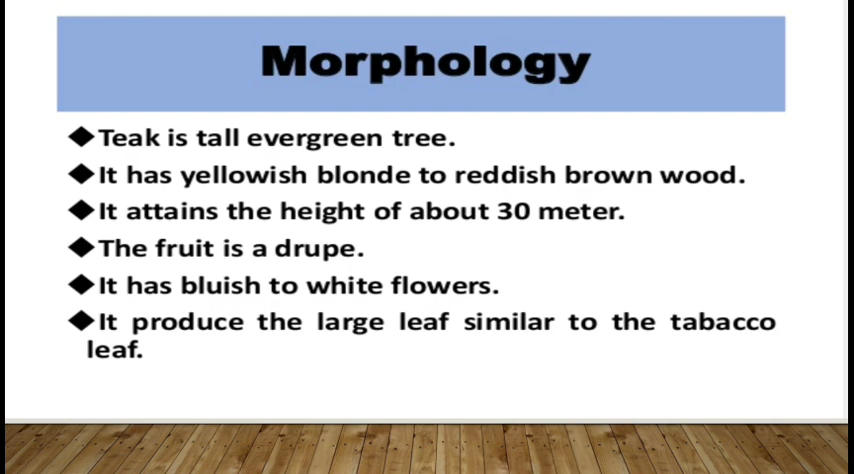 Morphology
◆Teak is tall evergreen tree.
◆It has yellowish blonde to reddish brown wood.
◆It attains the height of about 30 meter.
◆The fruit is a drupe.
◆It has bluish to white flowers.
◆It produce the large leaf similar to the tabacco
leaf.